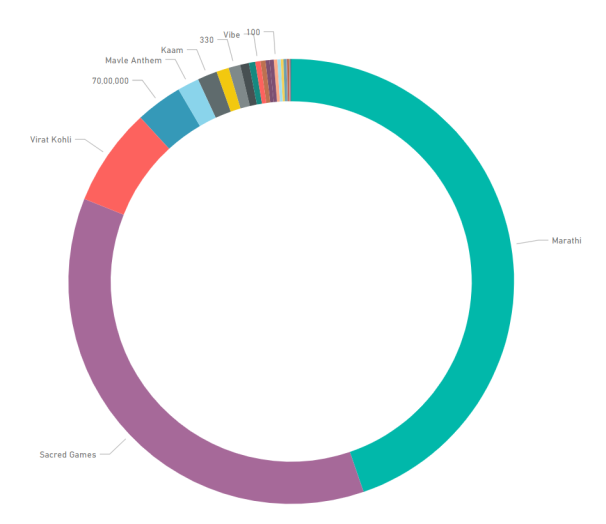 Vibe
100
330
Kaam
Mavle Anthem
70,00,000
Virat Kohli
Marathi
Sacred Games